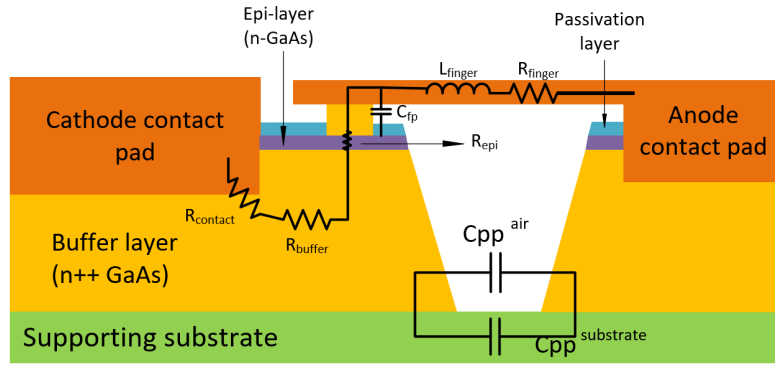 Epi-layer
(n-GaAs)
Passivation
layer
Lfinger
Rfinger
Cathode contact
pad
Cfp
Anode
contact pad
Repi
Rcontact
Rbuffer
Buffer layer
(n++ GaAs)
Cpp air
Supporting substrate
Cpp substrate